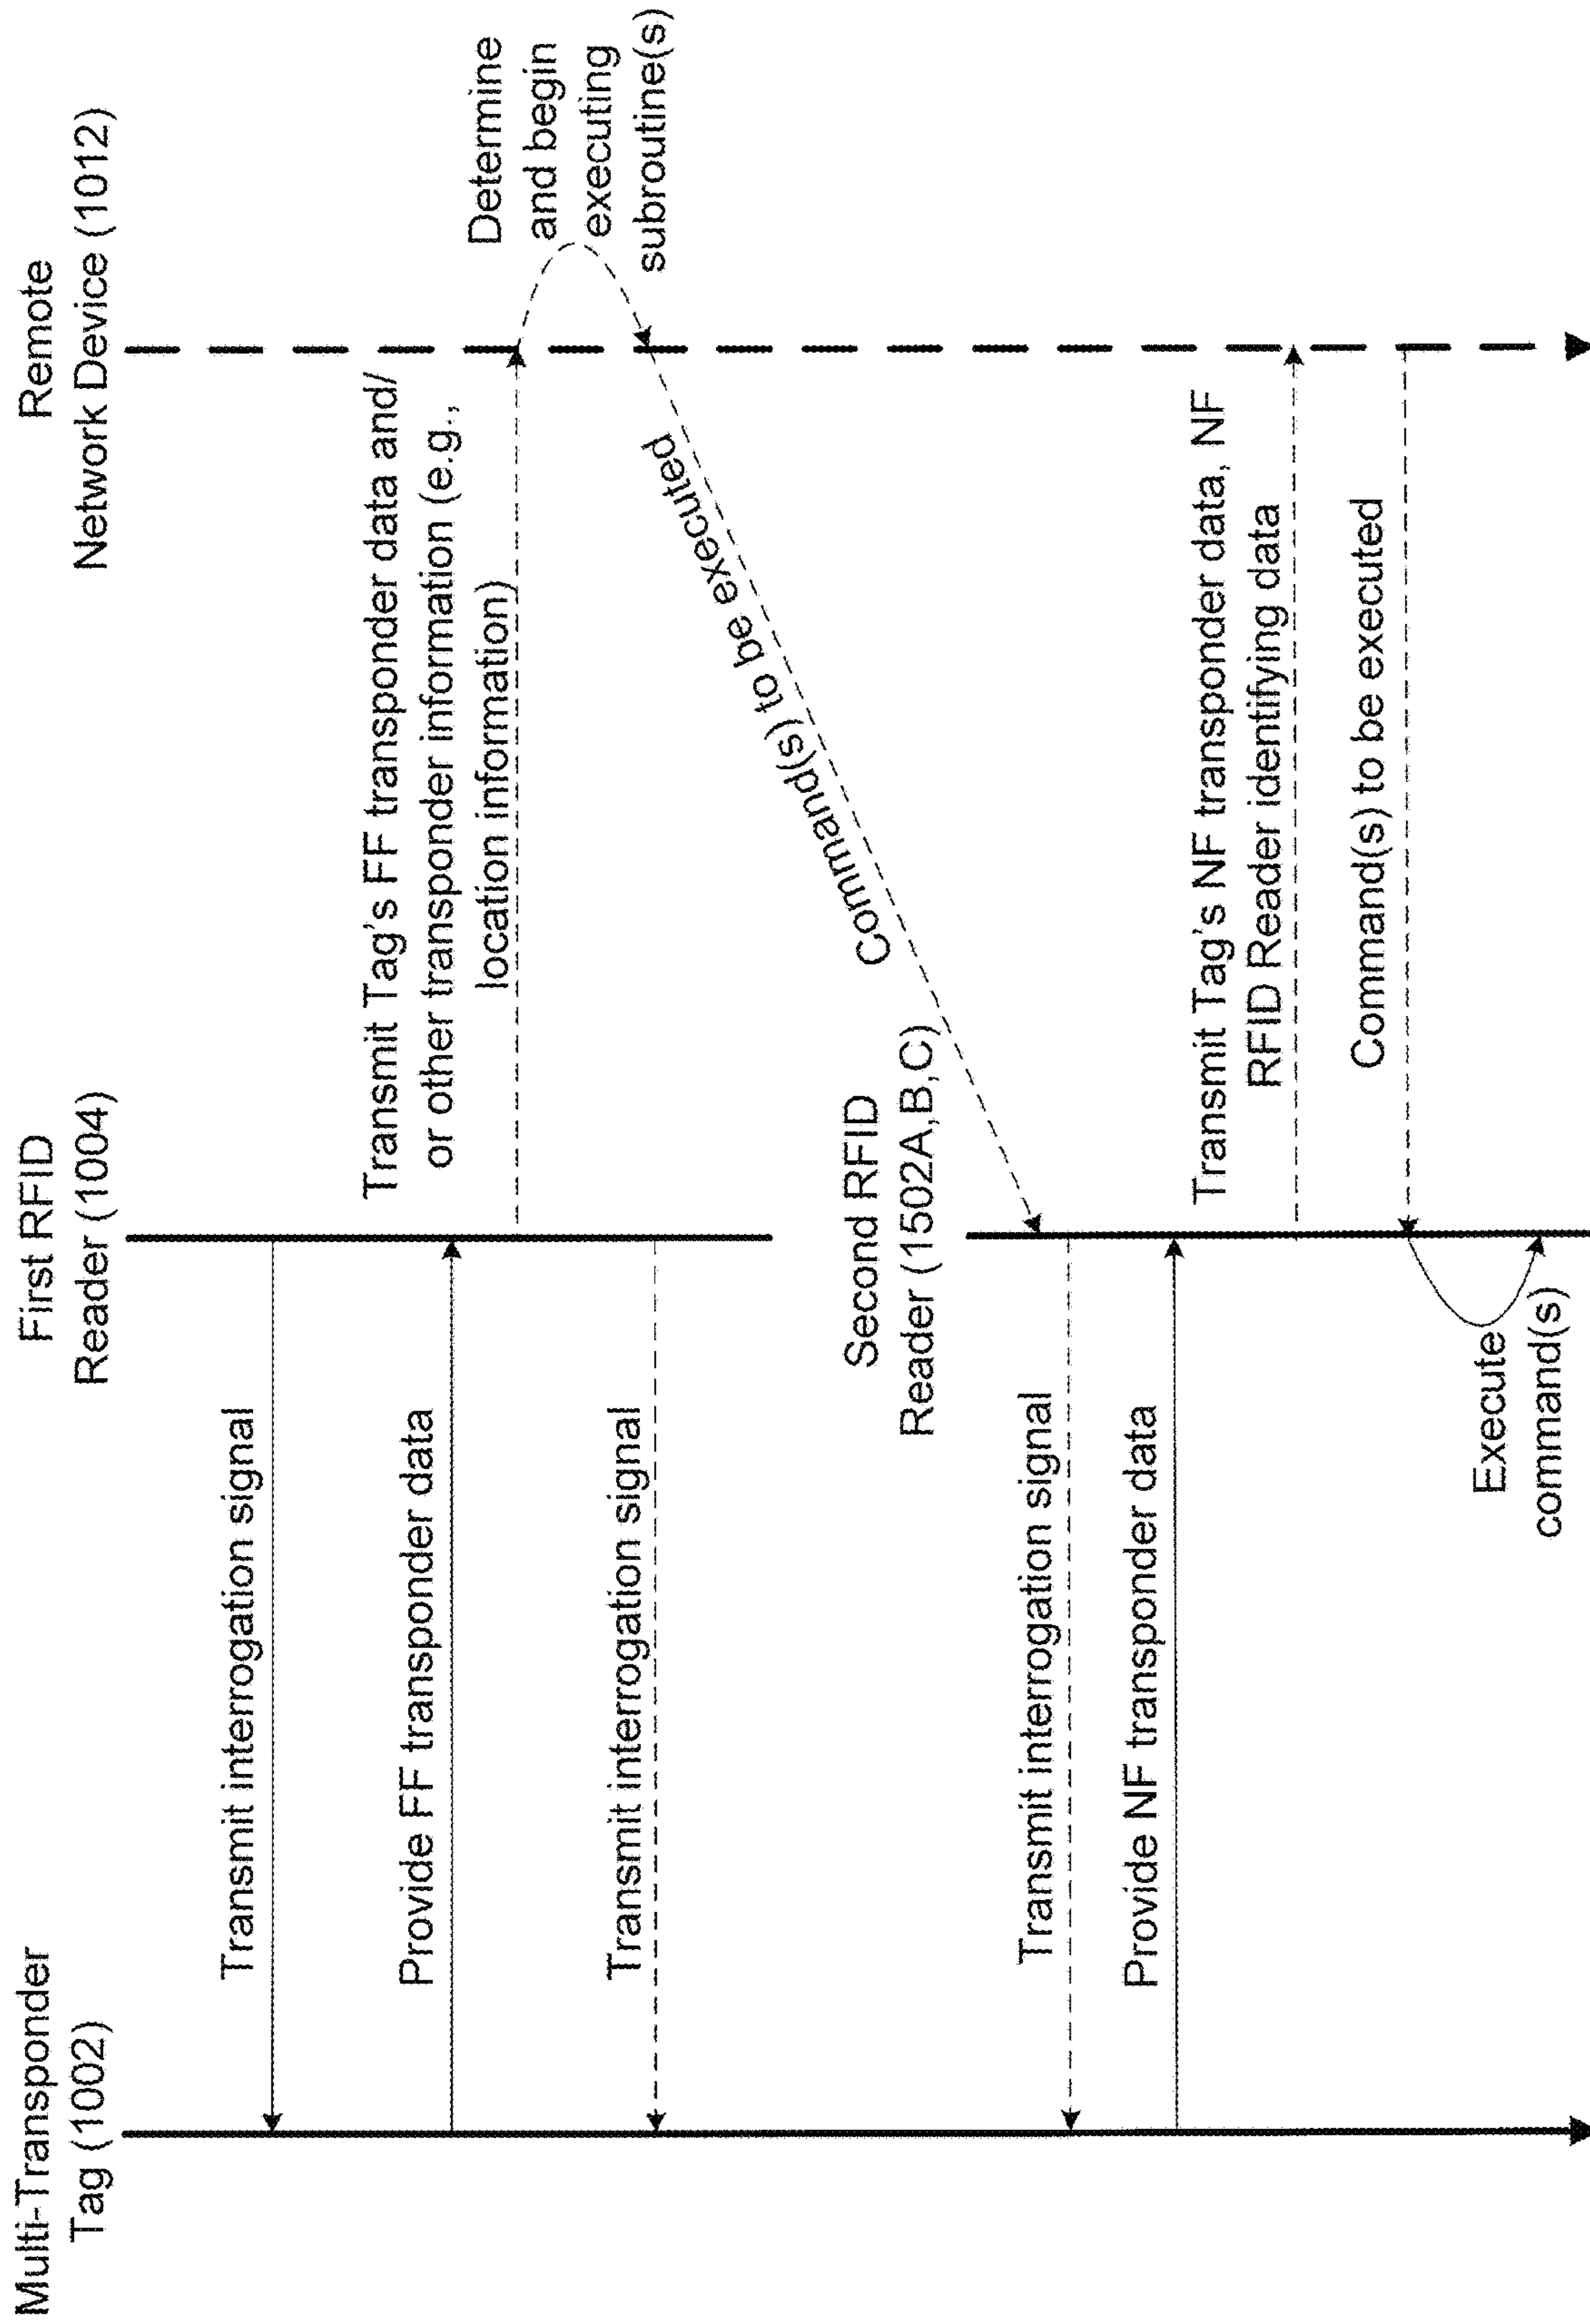 Multi-Transponder
Tag (1002)
First RFID
Reader (1004)
Remote
Network Device (1012)
Transmit interrogation signal
Provide FF transponder data
Transmit Tag's FF transponder data and/
or other transponder information (e.g.,
location information)
Determine
and begin
executing
subroutine(s)
Transmit interrogation signal
Command(s) to be executed
Second RFID
Reader (1502A,B,C)
Transmit interrogation signal
Provide NF transponder data
Transmit Tag's NF transponder data, NF
RFID Reader identifying data
Command(s) to be executed
Execute
command(s)